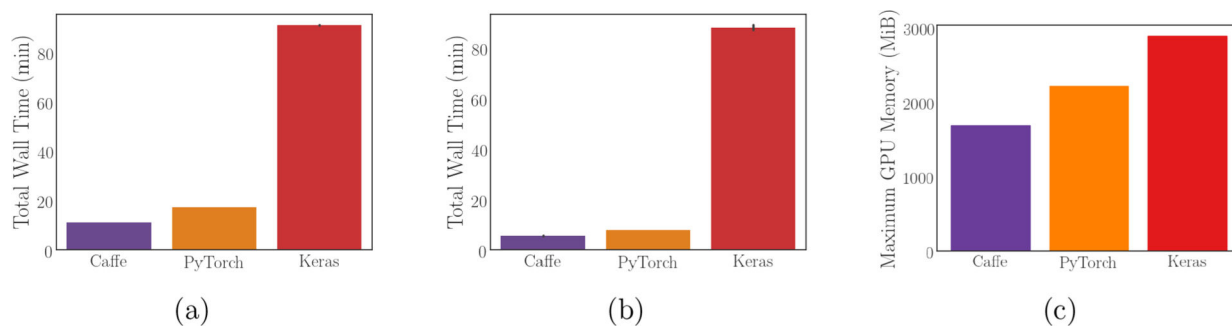 Total Wall Time (min)
80
60
40
20
0
Caffe PyTorch Keras
(a)
Total Wall Time (min)
80
60
40
20
0
Caffe PyTorch Keras
(b)
Maximum GPU Memory (MiB)
3000
2000
1000
0
Caffe PyTorch Keras
(c)